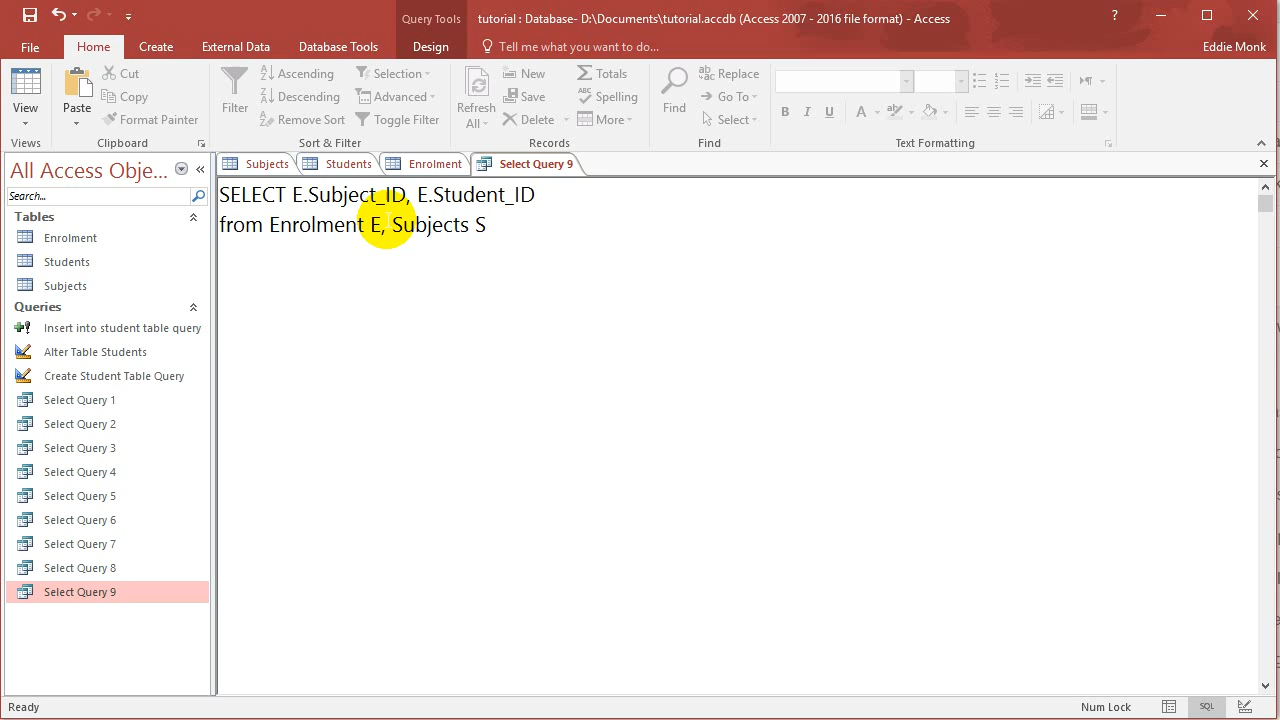 Query Tools
tutorial : Database- D:\Documents\tutorial.accdb (Access 2007 - 2016 file format) - Access
?
File
Home
Create
External Data
Database Tools
Design
Tell me what you want to do...
Eddie Monk
View
Views
Paste
Cut
Copy
Format Painter
Clipboard
Filter
Ascending
Descending
Remove Sort
Selection
Advanced
Toggle Filter
Sort & Filter
Refresh
All
New
Save
Delete
Totals
Spelling
More
Records
Find
Replace
Go To
Select
Find
B I U
Text Formatting
All Access Obje...
Search...
Tables
Enrolment
Students
Subjects
Queries
Insert into student table query
Alter Table Students
Create Student Table Query
Select Query 1
Select Query 2
Select Query 3
Select Query 4
Select Query 5
Select Query 6
Select Query 7
Select Query 8
Select Query 9
Subjects
Students
Enrolment
Select Query 9
SELECT E.Subject_ID, E.Student_ID
from Enrolment E, Subjects S
Ready
Num Lock
SQL